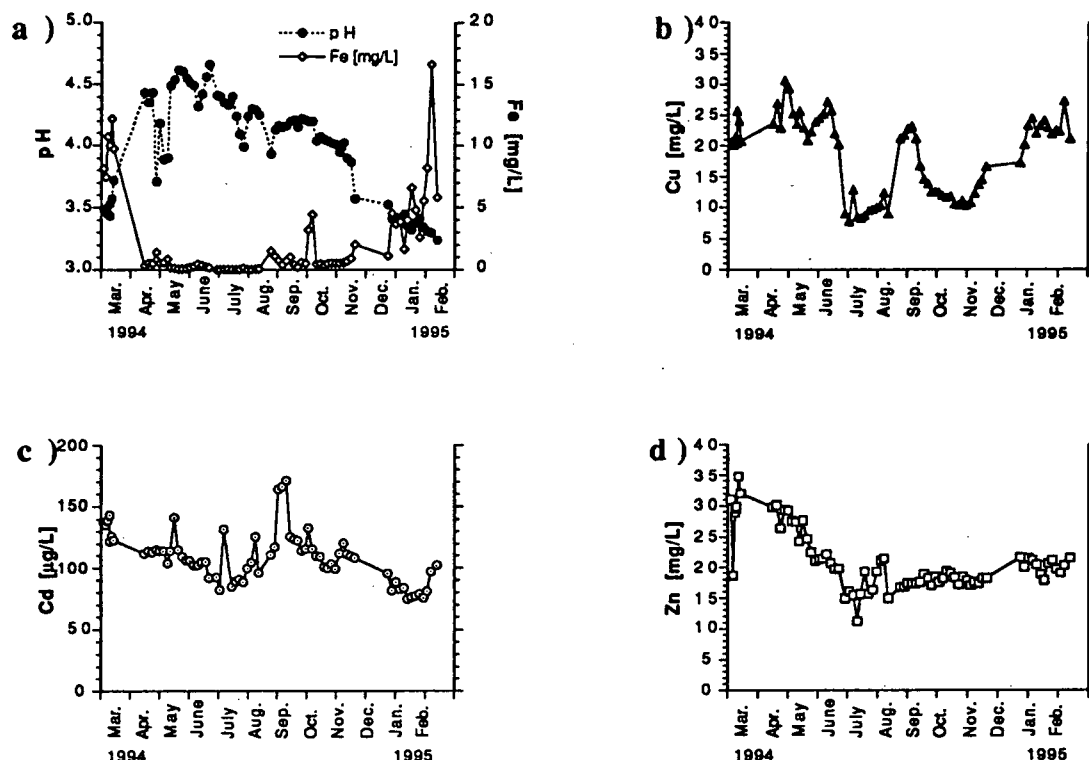 a )
pH
Fe [mg/L]
5.0
4.5
4.0
3.5
3.0
pH
20
15
10
5
0
Fe [mg/L]
Mar. Apr. May June July Aug. Sep. Oct. Nov. Dec. Jan. Feb.
1994 1995
b )
40
35
30
25
20
15
10
5
0
Cu [mg/L]
Mar. Apr. May June July Aug. Sep. Oct. Nov. Dec. Jan. Feb.
1994 1995
c )
200
150
100
50
0
Cd [µg/L]
Mar. Apr. May June July Aug. Sep. Oct. Nov. Dec. Jan. Feb.
1994 1995
d )
40
35
30
25
20
15
10
5
0
Zn [mg/L]
Mar. Apr. May June July Aug. Sep. Oct. Nov. Dec. Jan. Feb.
1994 1995